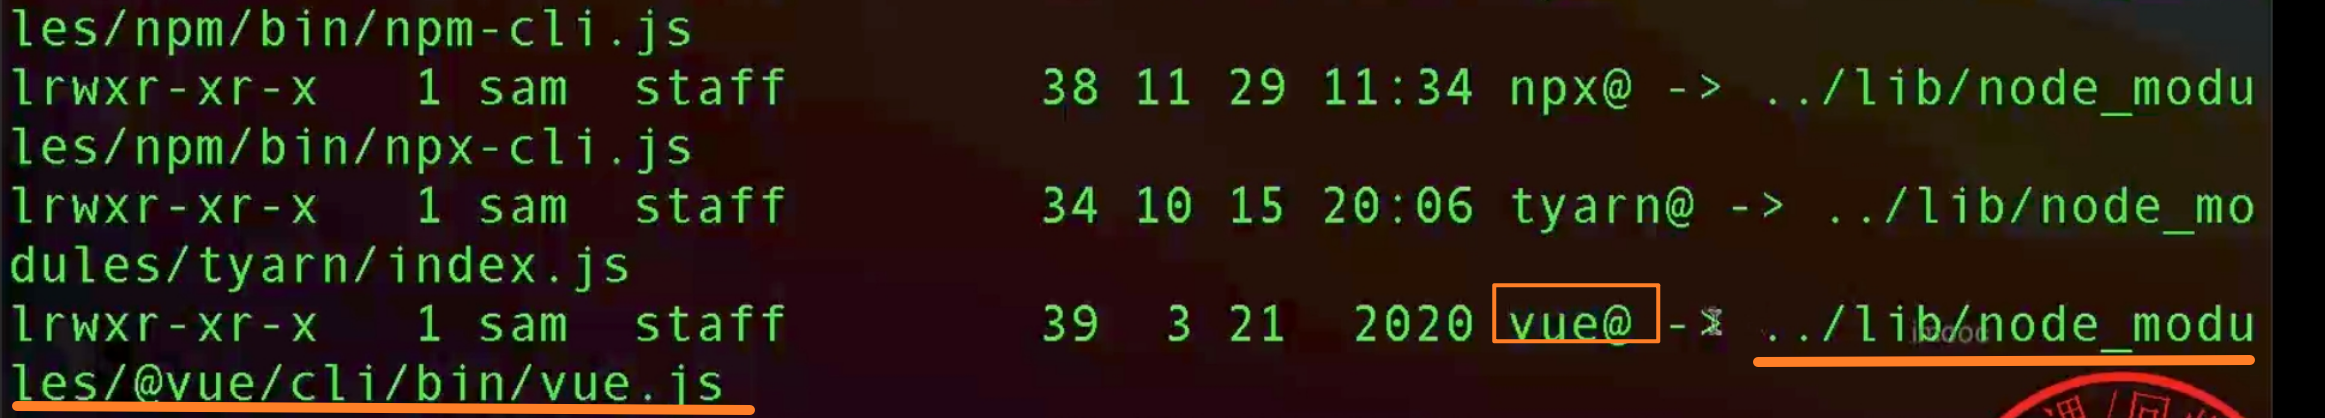 les/npm/bin/npm-cli.js
lrwxr-xr-x   1 sam  staff                38 11 29 11:34 npx@ -> ../lib/node_modu
les/npm/bin/npx-cli.js
lrwxr-xr-x   1 sam  staff                34 10 15 20:06 tyarn@ -> ../lib/node_mo
dules/tyarn/index.js
lrwxr-xr-x   1 sam  staff                39  3 21  2020 vue@ -> ../lib/node_modu
imooc
les/@vue/cli/bin/vue.js